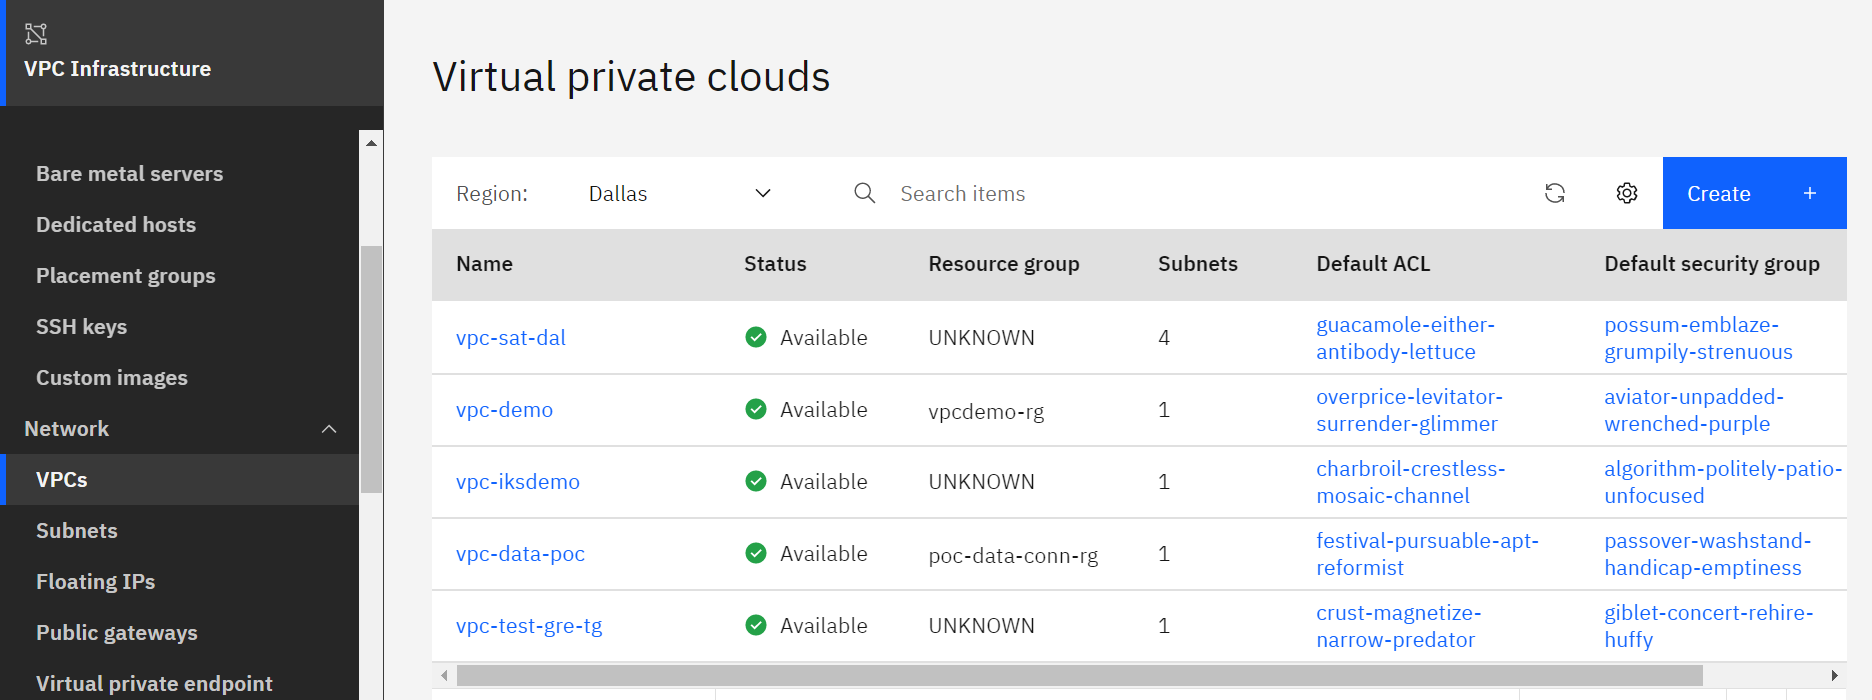 VPC Infrastructure
Bare metal servers
Dedicated hosts
Placement groups
SSH keys
Custom images
Network
VPCs
Subnets
Floating IPs
Public gateways
Virtual private endpoint
Virtual private clouds
Region: Dallas Search items Create +
Name Status Resource group Subnets Default ACL Default security group
vpc-sat-dal Available UNKNOWN 4 guacamole-either- possum-emblaze-
antibody-lettuce grumpily-strenuous
vpc-demo Available vpcdemo-rg 1 overprice-levitator- aviator-unpadded-
surrender-glimmer wrenched-purple
vpc-iksdemo Available UNKNOWN 1 charbroil-crestless- algorithm-politely-patio-
mosaic-channel unfocused
vpc-data-poc Available poc-data-conn-rg 1 festival-pursuable-apt- passover-washstand-
reformist handicap-emptiness
vpc-test-gre-tg Available UNKNOWN 1 crust-magnetize- giblet-concert-rehire-
narrow-predator huffy